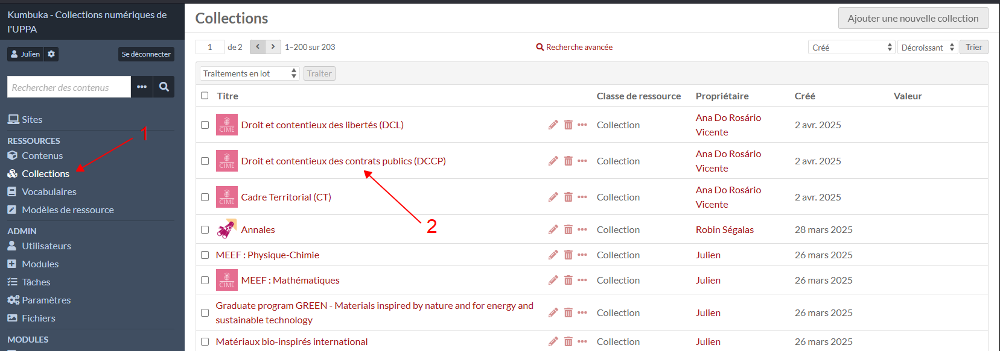 Kumbuka - Collections numériques de
l'UPPA
Julien
Se déconnecter
Rechercher des contenus
Sites
RESSOURCES
Contenus
Collections
Vocabulaires
Modèles de ressource
ADMIN
Utilisateurs
Modules
Tâches
Paramètres
Fichiers
MODULES
1
Collections
Ajouter une nouvelle collection
1 de 2 1–200 sur 203
Recherche avancée
Créé Décroissant Trier
Traitements en lot Traiter
Titre Classe de ressource Propriétaire Créé Valeur
CIME Droit et contentieux des libertés (DCL) Collection Ana Do Rosário 2 avr. 2025
Vicente
CIME Droit et contentieux des contrats publics (DCCP) Collection Ana Do Rosário 2 avr. 2025
Vicente
CIME Cadre Territorial (CT) Collection Ana Do Rosário 2 avr. 2025
Vicente
2
Annales Collection Robin Ségalas 28 mars 2025
MEEF : Physique-Chimie Collection Julien 26 mars 2025
CIME MEEF : Mathématiques Collection Julien 26 mars 2025
Graduate program GREEN - Materials inspired by nature and for energy and
sustainable technology Collection Julien 26 mars 2025
Matériaux bio-inspirés international Collection Julien 26 mars 2025